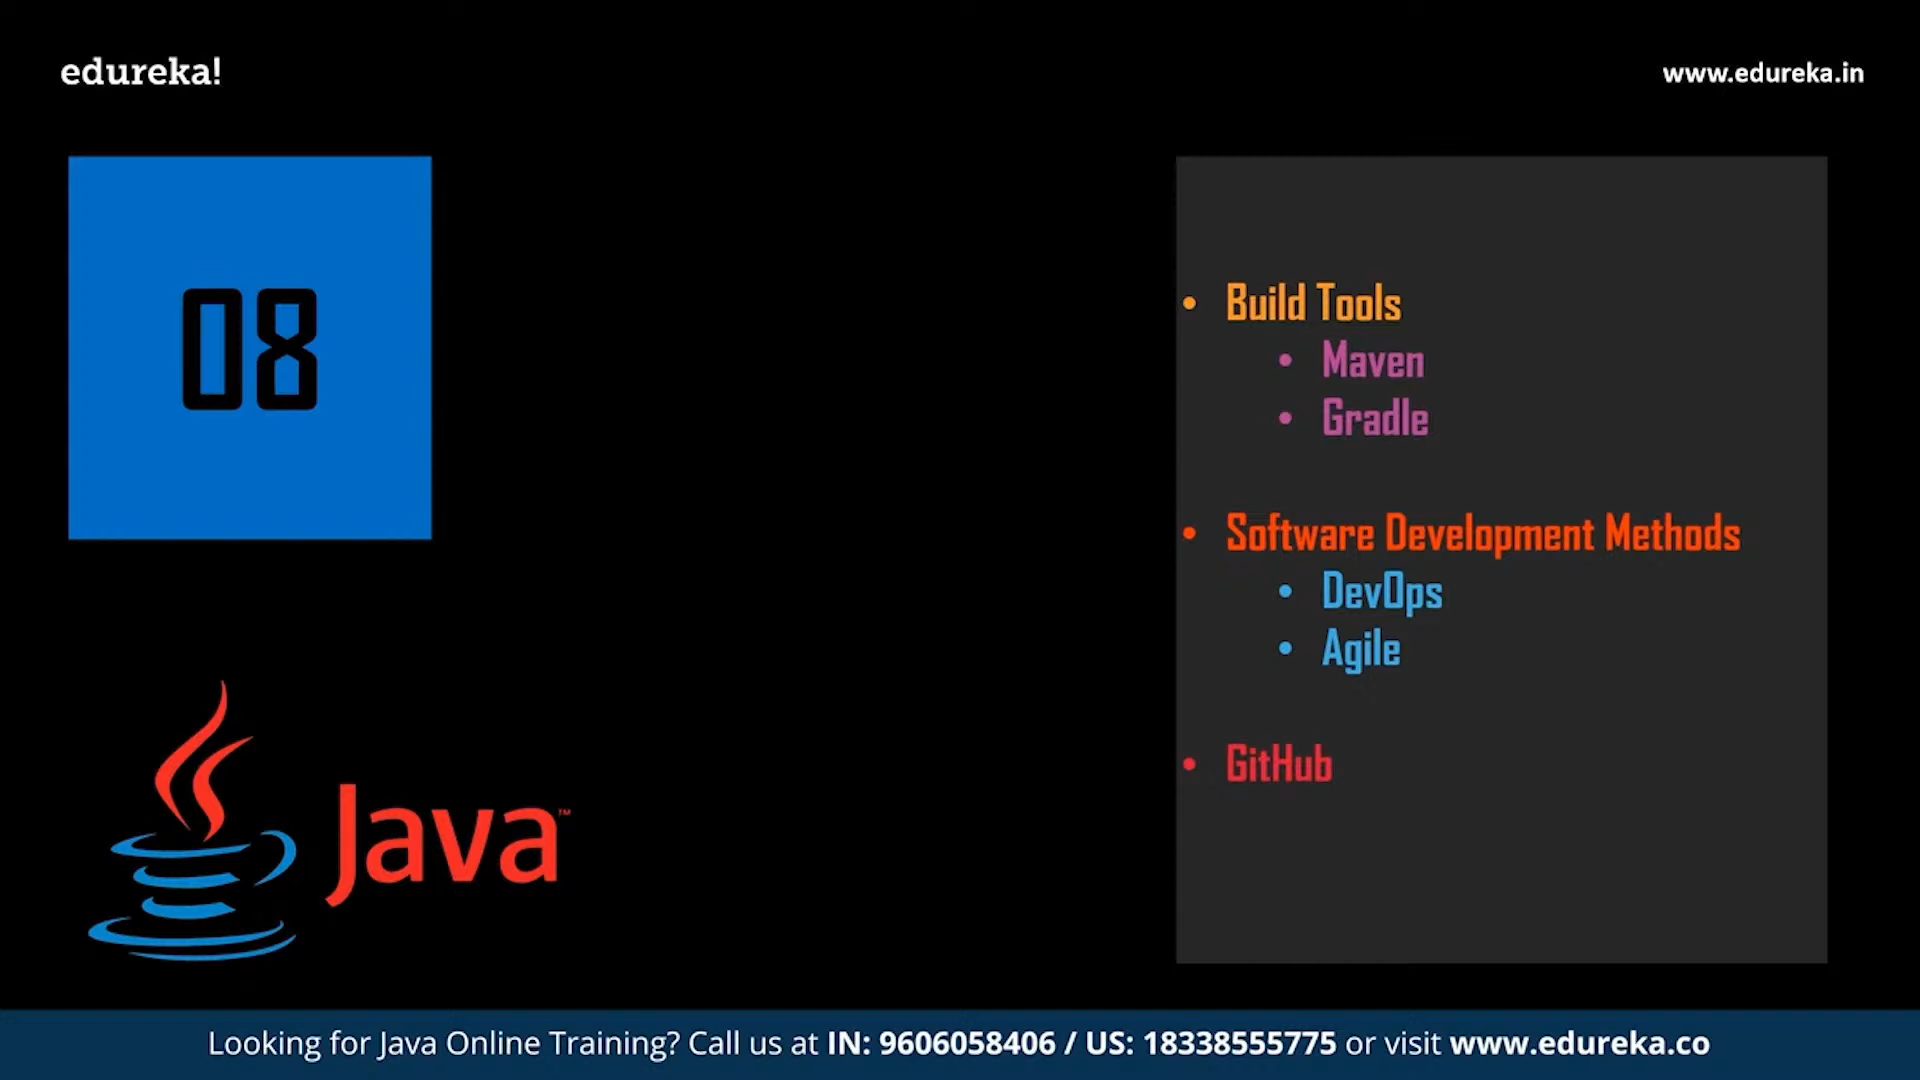 edureka!
www.edureka.in
08
• Build Tools
• Maven
• Gradle
• Software Development Methods
• DevOps
• Agile
• GitHub
Java™
Looking for Java Online Training? Call us at IN: 9606058406 / US: 18338555775 or visit www.edureka.co